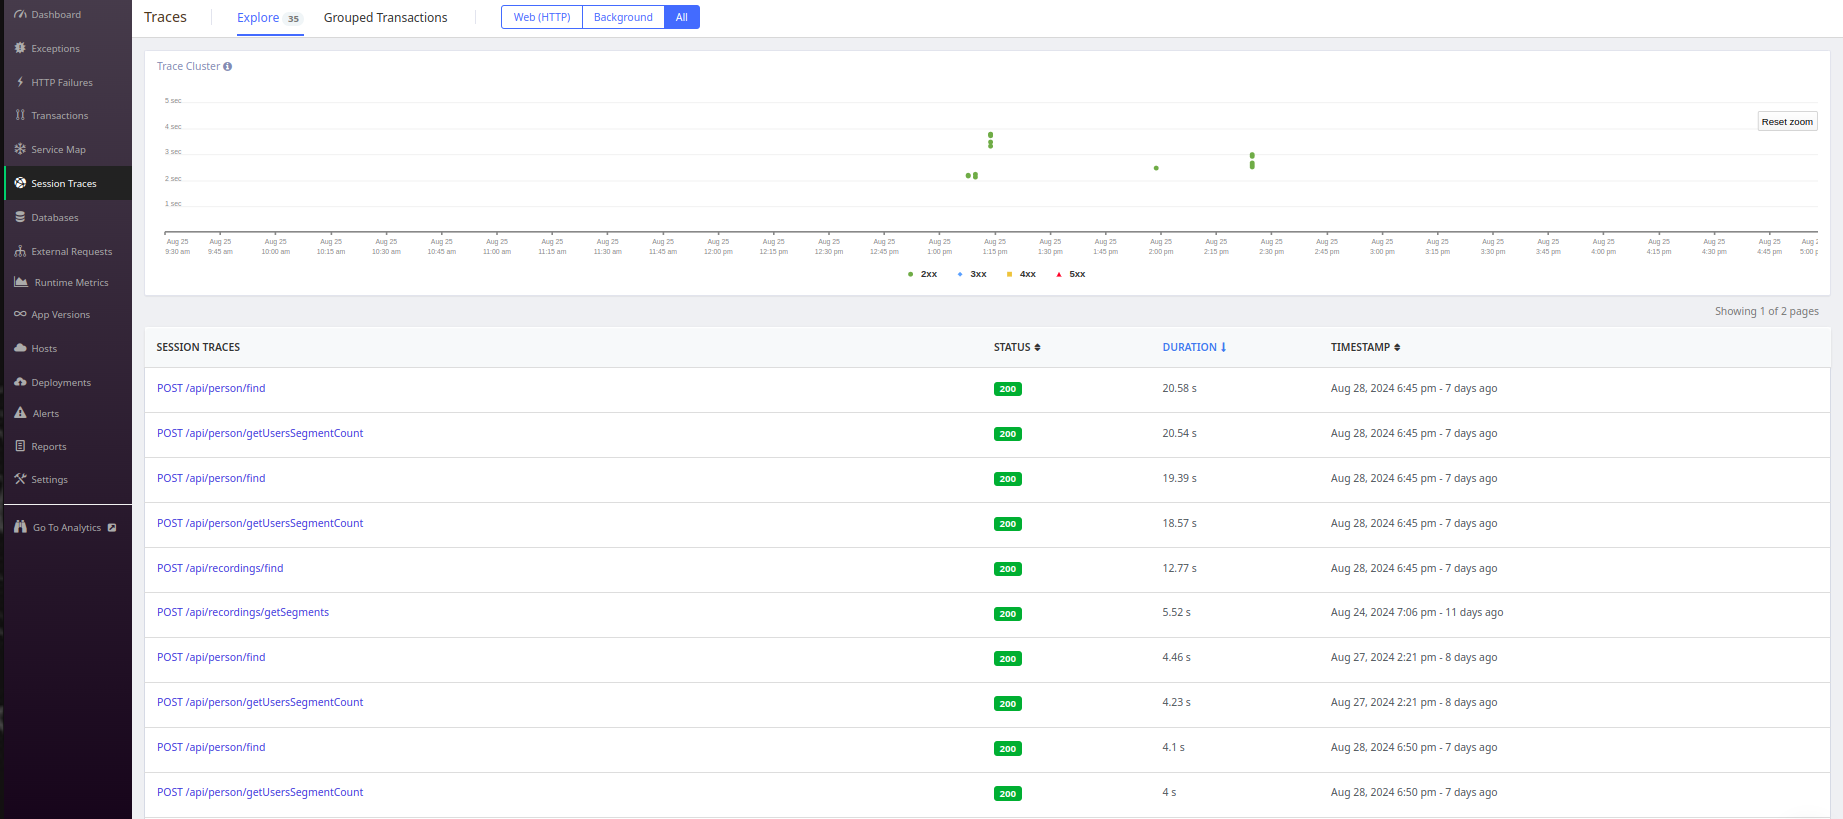 Dashboard
Exceptions
HTTP Failures
Transactions
Service Map
Session Traces
Databases
External Requests
Runtime Metrics
App Versions
Hosts
Deployments
Alerts
Reports
Settings
Go To Analytics
Traces Explore 35 Grouped Transactions Web (HTTP) Background All
Trace Cluster
5 sec
4 sec
Reset zoom
3 sec
2 sec
1 sec
Aug 25 Aug 25 Aug 25 Aug 25 Aug 25 Aug 25 Aug 25 Aug 25 Aug 25 Aug 25 Aug 25 Aug 25 Aug 25 Aug 25 Aug 25 Aug 25 Aug 25 Aug 25 Aug 25 Aug 25 Aug 25 Aug 25 Aug 25 Aug 25 Aug 25 Aug 25 Aug 25 Aug 25 Aug 25 Aug 25 Aug
9:30 am 9:45 am 10:00 am 10:15 am 10:30 am 10:45 am 11:00 am 11:15 am 11:30 am 11:45 am 12:00 pm 12:15 pm 12:30 pm 12:45 pm 1:00 pm 1:15 pm 1:30 pm 1:45 pm 2:00 pm 2:15 pm 2:30 pm 2:45 pm 3:00 pm 3:15 pm 3:30 pm 3:45 pm 4:00 pm 4:15 pm 4:30 pm 4:45 pm 5:00
2xx 3xx 4xx 5xx
Showing 1 of 2 pages
SESSION TRACES STATUS DURATION TIMESTAMP
POST /api/person/find 200 20.58 s Aug 28, 2024 6:45 pm - 7 days ago
POST /api/person/getUsersSegmentCount 200 20.54 s Aug 28, 2024 6:45 pm - 7 days ago
POST /api/person/find 200 19.39 s Aug 28, 2024 6:45 pm - 7 days ago
POST /api/person/getUsersSegmentCount 200 18.57 s Aug 28, 2024 6:45 pm - 7 days ago
POST /api/recordings/find 200 12.77 s Aug 28, 2024 6:45 pm - 7 days ago
POST /api/recordings/getSegments 200 5.52 s Aug 24, 2024 7:06 pm - 11 days ago
POST /api/person/find 200 4.46 s Aug 27, 2024 2:21 pm - 8 days ago
POST /api/person/getUsersSegmentCount 200 4.23 s Aug 27, 2024 2:21 pm - 8 days ago
POST /api/person/find 200 4.1 s Aug 28, 2024 6:50 pm - 7 days ago
POST /api/person/getUsersSegmentCount 200 4 s Aug 28, 2024 6:50 pm - 7 days ago